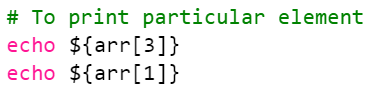 # To print particular element
echo ${arr[3]}
echo ${arr[1]}